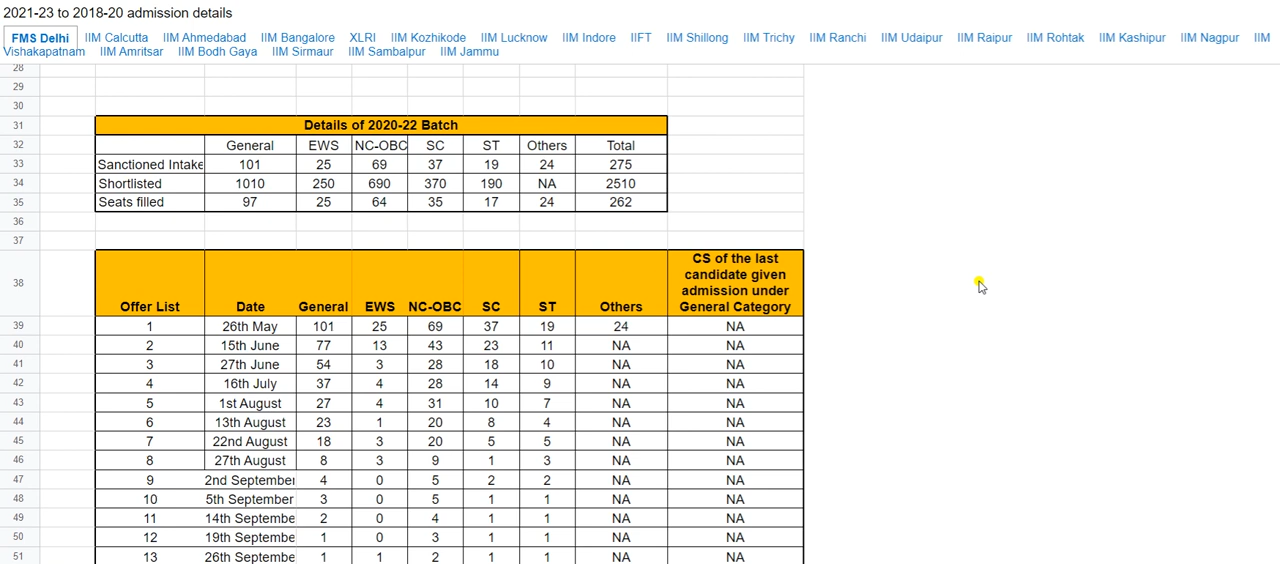 2021-23 to 2018-20 admission details
FMS Delhi IIM Calcutta IIM Ahmedabad IIM Bangalore XLRI IIM Kozhikode IIM Lucknow IIM Indore IIFT IIM Shillong IIM Trichy IIM Ranchi IIM Udaipur IIM Raipur IIM Rohtak IIM Kashipur IIM Nagpur IIM
Vishakapatnam IIM Amritsar IIM Bodh Gaya IIM Sirmaur IIM Sambalpur IIM Jammu
28
29
30
31 Details of 2020-22 Batch
32 General EWS NC-OBC SC ST Others Total
33 Sanctioned Intake 101 25 69 37 19 24 275
34 Shortlisted 1010 250 690 370 190 NA 2510
35 Seats filled 97 25 64 35 17 24 262
36
37
38 Offer List Date General EWS NC-OBC SC ST Others CS of the last
candidate given
admission under
General Category
39 1 26th May 101 25 69 37 19 24 NA
40 2 15th June 77 13 43 23 11 NA NA
41 3 27th June 54 3 28 18 10 NA NA
42 4 16th July 37 4 28 14 9 NA NA
43 5 1st August 27 4 31 10 7 NA NA
44 6 13th August 23 1 20 8 4 NA NA
45 7 22nd August 18 3 20 5 5 NA NA
46 8 27th August 8 3 9 1 3 NA NA
47 9 2nd September 4 0 5 2 2 NA NA
48 10 5th September 3 0 5 1 1 NA NA
49 11 14th Septembe 2 0 4 1 1 NA NA
50 12 19th Septembe 1 0 3 1 1 NA NA
51 13 26th Septembe 1 1 2 1 1 NA NA